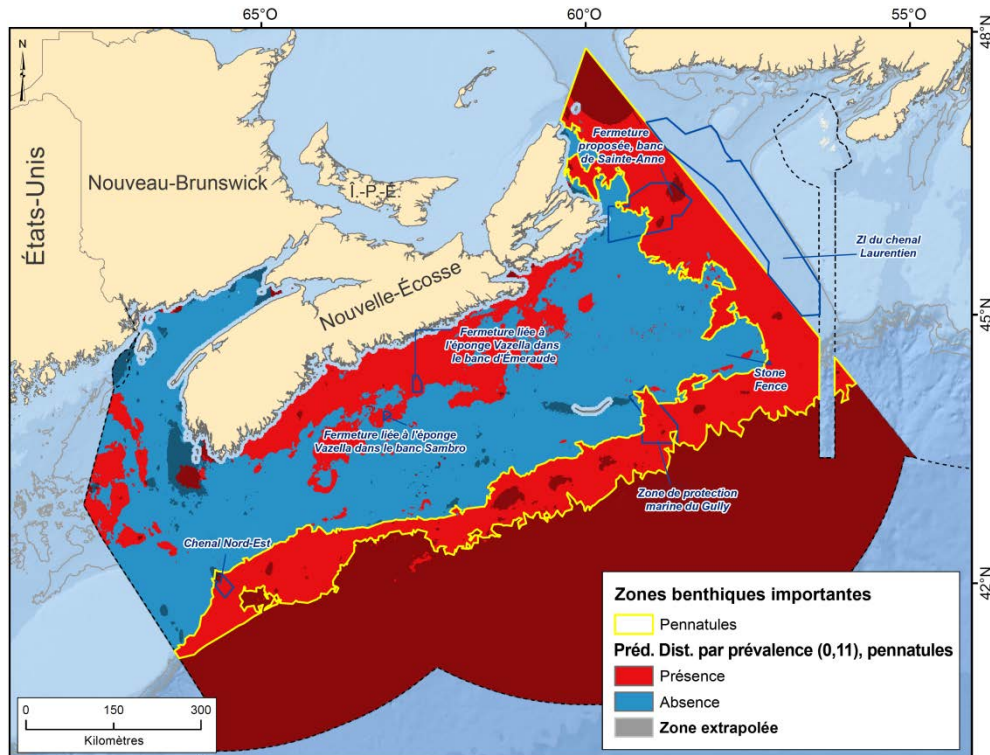 65°O
60°O
55°O
48°N
45°N
42°N
N
États-Unis
Nouveau-Brunswick
Î.-P.-É.
Nouvelle-Écosse
Fermeture
proposée, banc
de Sainte-Anne
ZI du chenal
Laurentien
Fermeture liée à
l'éponge Vazella dans
le banc d'Émeraude
Stone
Fence
Fermeture liée à l'éponge
Vazella dans le banc Sambro
Zone de protection
marine du Gully
Chenal Nord-Est
0 75 150 300
Kilomètres
Zones benthiques importantes
Pennatules
Préd. Dist. par prévalence (0,11), pennatules
Présence
Absence
Zone extrapolée